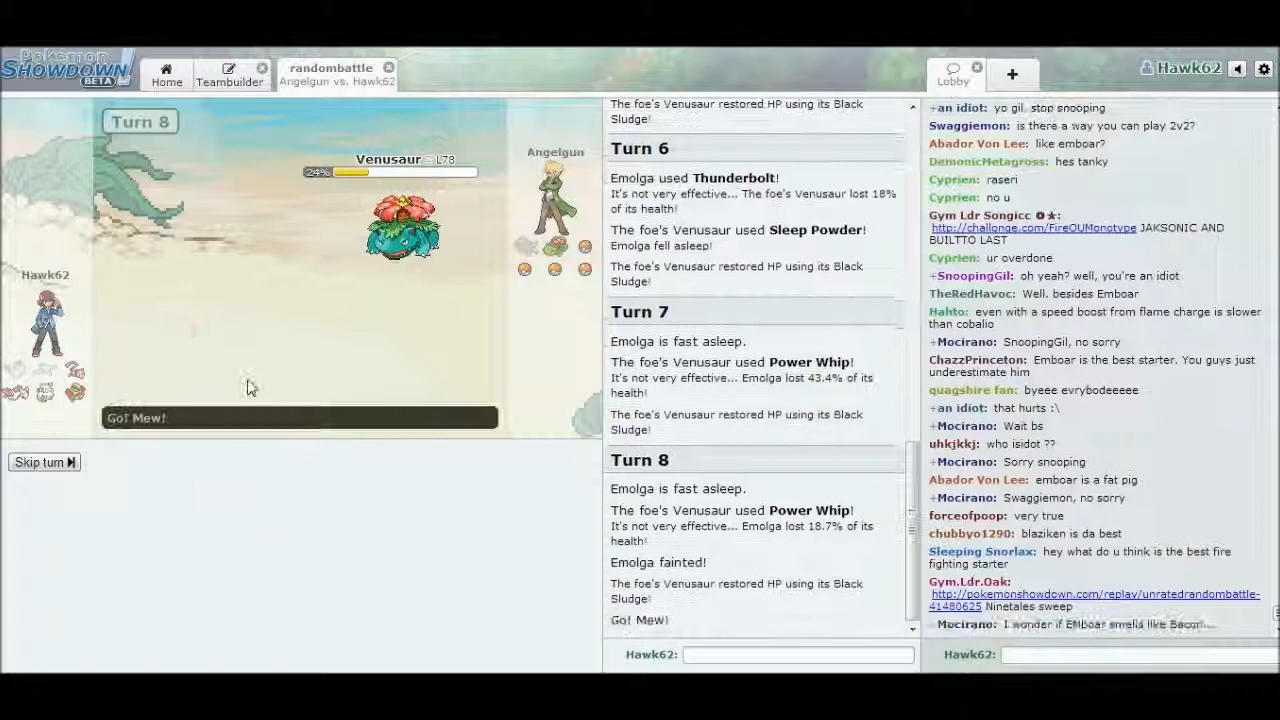 Pokémon
SHOWDOWN!
BETA
Home
Teambuilder
randombattle
Angelgun vs. Hawk62
Lobby
+
Hawk62
Turn 8
Venusaur L78
24%
Angelgun
Hawk62
Go! Mew!
Skip turn
The foe's Venusaur restored HP using its Black
Sludge!
Turn 6
Emolga used Thunderbolt!
It's not very effective... The foe's Venusaur lost 18%
of its health!
The foe's Venusaur used Sleep Powder!
Emolga fell asleep!
The foe's Venusaur restored HP using its Black
Sludge!
Turn 7
Emolga is fast asleep.
The foe's Venusaur used Power Whip!
It's not very effective... Emolga lost 43.4% of its
health!
The foe's Venusaur restored HP using its Black
Sludge!
Turn 8
Emolga is fast asleep.
The foe's Venusaur used Power Whip!
It's not very effective... Emolga lost 18.7% of its
health!
Emolga fainted!
The foe's Venusaur restored HP using its Black
Sludge!
Go! Mew!
Hawk62:
+an idiot: yo gil, stop snooping
Swaggiemon: is there a way you can play 2v2?
Abador Von Lee: like emboar?
DemonicMetagross: hes tanky
Cyprien: raseri
Cyprien: no u
Gym Ldr Songicc ★:
http://challonge.com/FireOUMonotype JAKSONIC AND
BUILTTO LAST
Cyprien: ur overdone
+SnoopingGil: oh yeah? well, you're an idiot
TheRedHavoc: Well. besides Emboar
Hahto: even with a speed boost from flame charge is slower
than cobalio
+Mocirano: SnoopingGil, no sorry
ChazzPrinceton: Emboar is the best starter. You guys just
underestimate him
quagshire fan: byeee evrybodeeeee
+an idiot: that hurts :\
+Mocirano: Wait bs
uhkjkkj: who isidot ??
+Mocirano: Sorry snooping
Abador Von Lee: emboar is a fat pig
+Mocirano: Swaggiemon, no sorry
forceofpoop: very true
chubbyo1290: blaziken is da best
Sleeping Snorlax: hey what do u think is the best fire
fighting starter
Gym.Ldr.Oak:
http://pokemonshowdown.com/replay/unratedrandombattle-
41480625 Ninetales sweep
+Mocirano: I wonder if EMBoar smells like Bacon...
Hawk62: